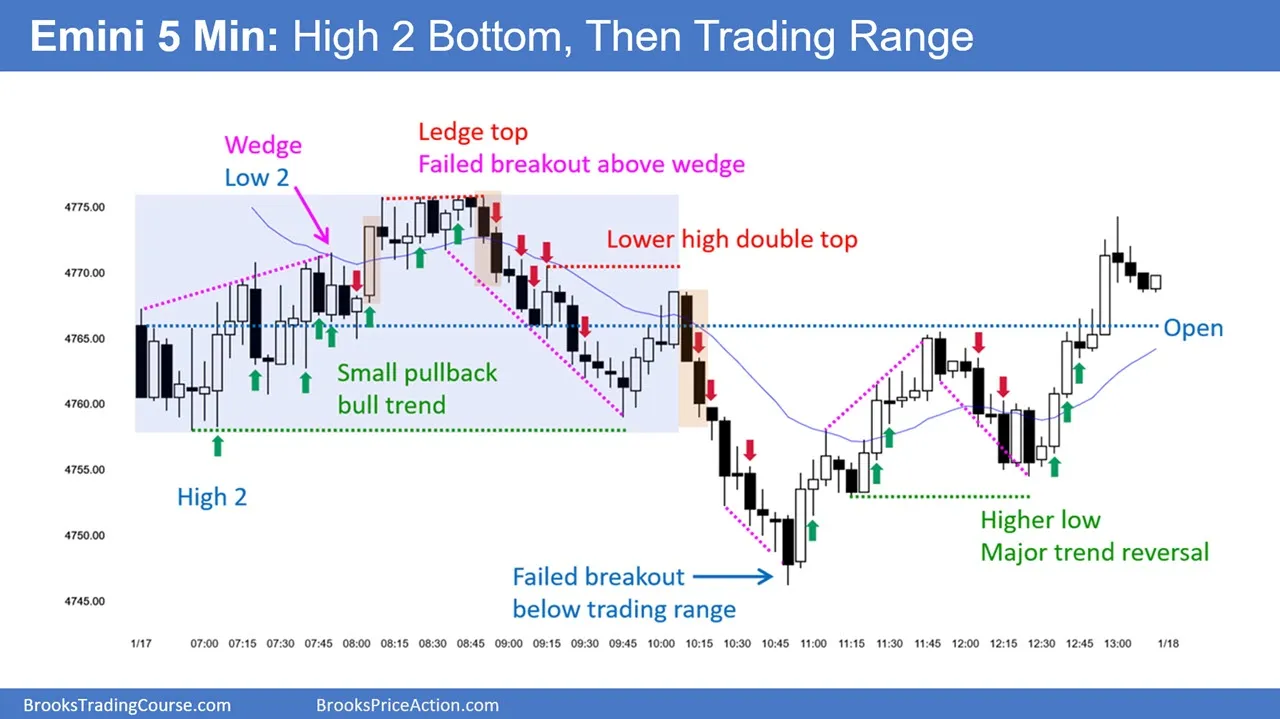 Emini 5 Min: High 2 Bottom, Then Trading Range
Wedge
Low 2
Ledge top
Failed breakout above wedge
Lower high double top
Open
Small pullback
bull trend
High 2
Failed breakout
below trading range
Higher low
Major trend reversal
4775.00
4770.00
4765.00
4760.00
4755.00
4750.00
4745.00
1/17 07:00 07:15 07:30 07:45 08:00 08:15 08:30 08:45 09:00 09:15 09:30 09:45 10:00 10:15 10:30 10:45 11:00 11:15 11:30 11:45 12:00 12:15 12:30 12:45 13:00 1/18
BrooksTradingCourse.com BrooksPriceAction.com